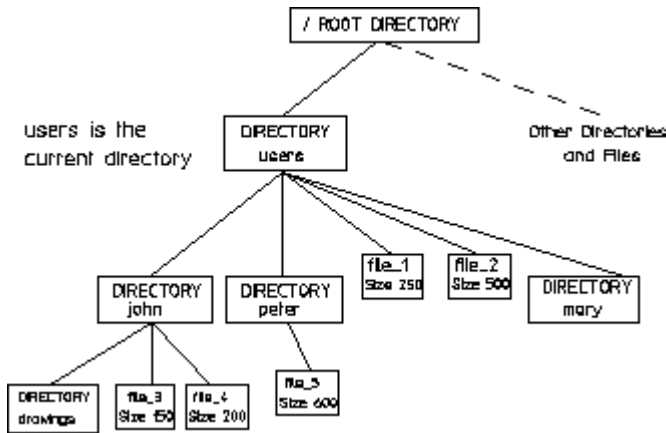 / ROOT DIRECTORY
users is the
current directory
DIRECTORY
users
Other Directories
and Files
DIRECTORY
john
DIRECTORY
peter
file_1
Size 250
file_2
Size 500
DIRECTORY
mary
DIRECTORY
drawings
file_3
Size 150
file_4
Size 200
file_5
Size 600